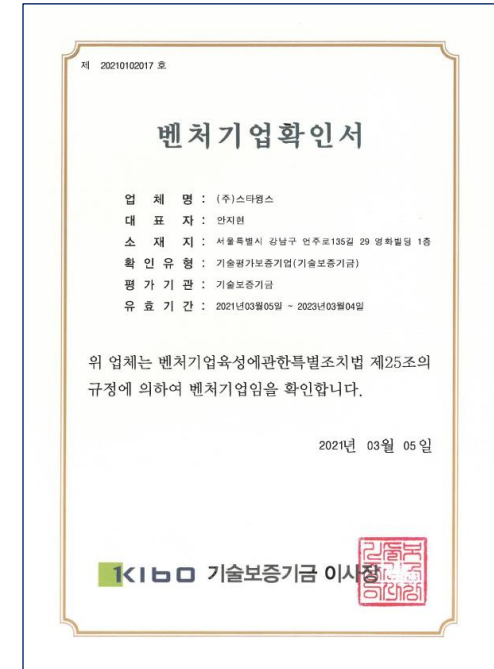 제 20210102017 호
벤처기업확인서
업 체 명 : (주)스타윙스
대 표 자 : 안지현
소 재 지 : 서울특별시 강남구 언주로135길 29 영화빌딩 1층
확 인 유 형 : 기술평가보증기업(기술보증기금)
평 가 기 관 : 기술보증기금
유 효 기 간 : 2021년03월05일 ~ 2023년03월04일
위 업체는 벤처기업육성에관한특별조치법 제25조의
규정에 의하여 벤처기업임을 확인합니다.
2021년 03월 05일
KIBO 기술보증기금 이사장